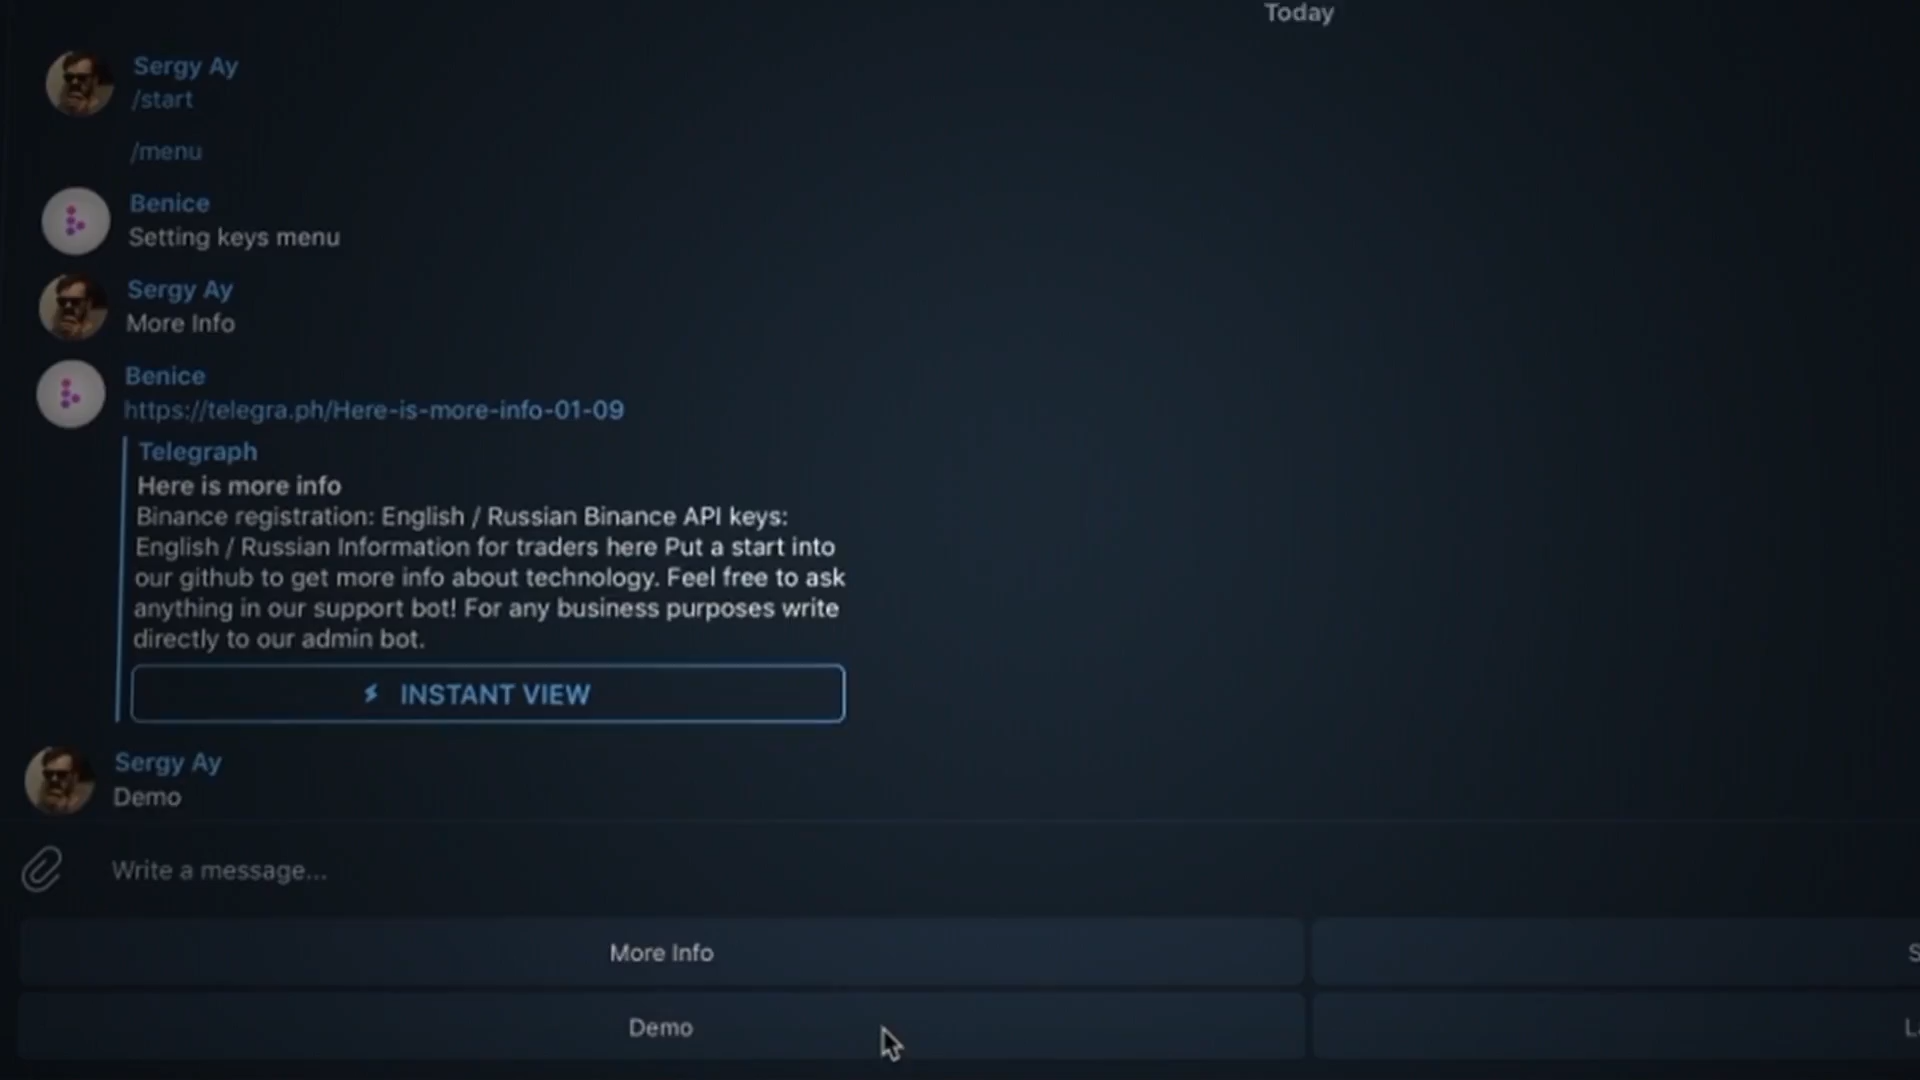 Today
Sergy Ay
/start
/menu
Benice
Setting keys menu
Sergy Ay
More Info
Benice
https://telegra.ph/Here-is-more-info-01-09
Telegraph
Here is more info
Binance registration: English / Russian Binance API keys:
English / Russian Information for traders here Put a start into
our github to get more info about technology. Feel free to ask
anything in our support bot! For any business purposes write
directly to our admin bot.
INSTANT VIEW
Sergy Ay
Demo
Write a message...
More Info
Demo